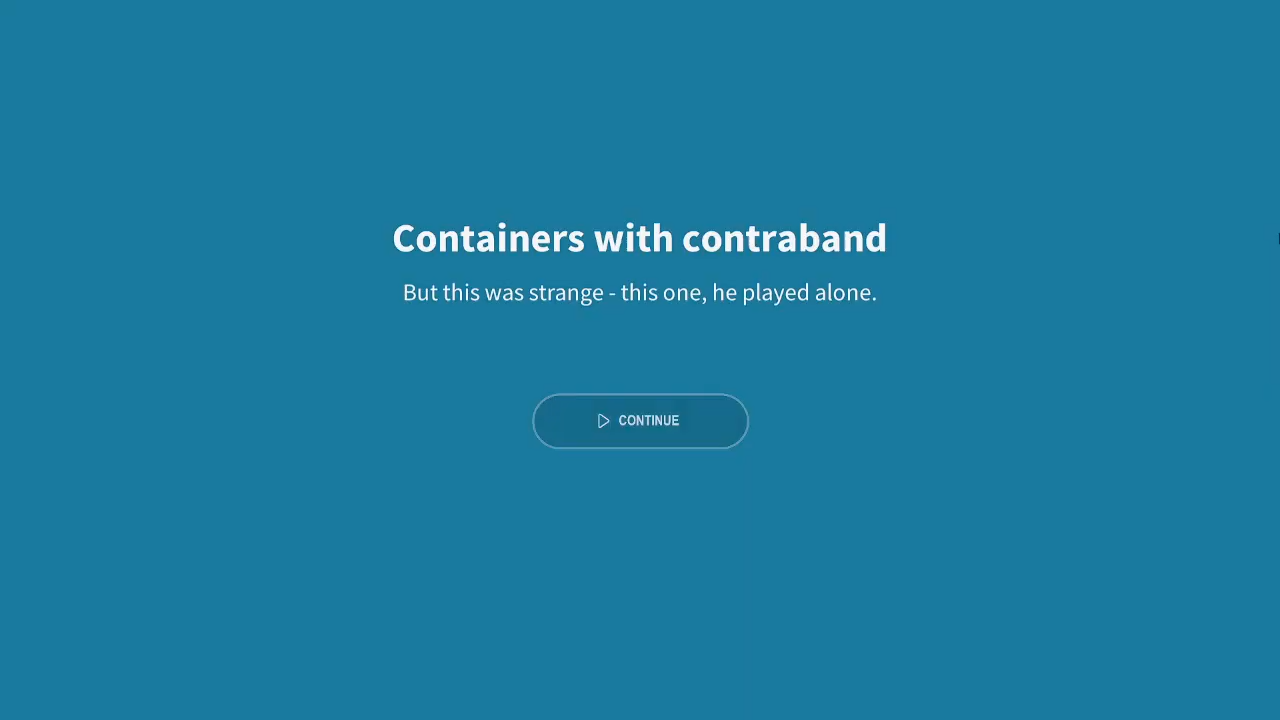 Containers with contraband
But this was strange - this one, he played alone.
CONTINUE